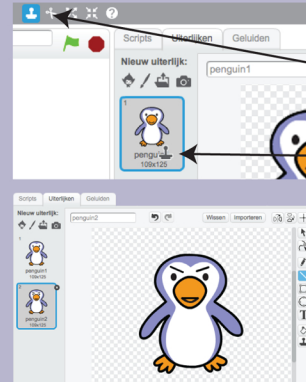 Scripts Uiterlijken Geluiden
Nieuw uiterlijk:
penguin1
1
penguin1
109x125
Scripts Uiterlijken Geluiden
Nieuw uiterlijk:
penguin2
Wissen Importeren
1
penguin1
109x125
2
penguin2
109x125
T